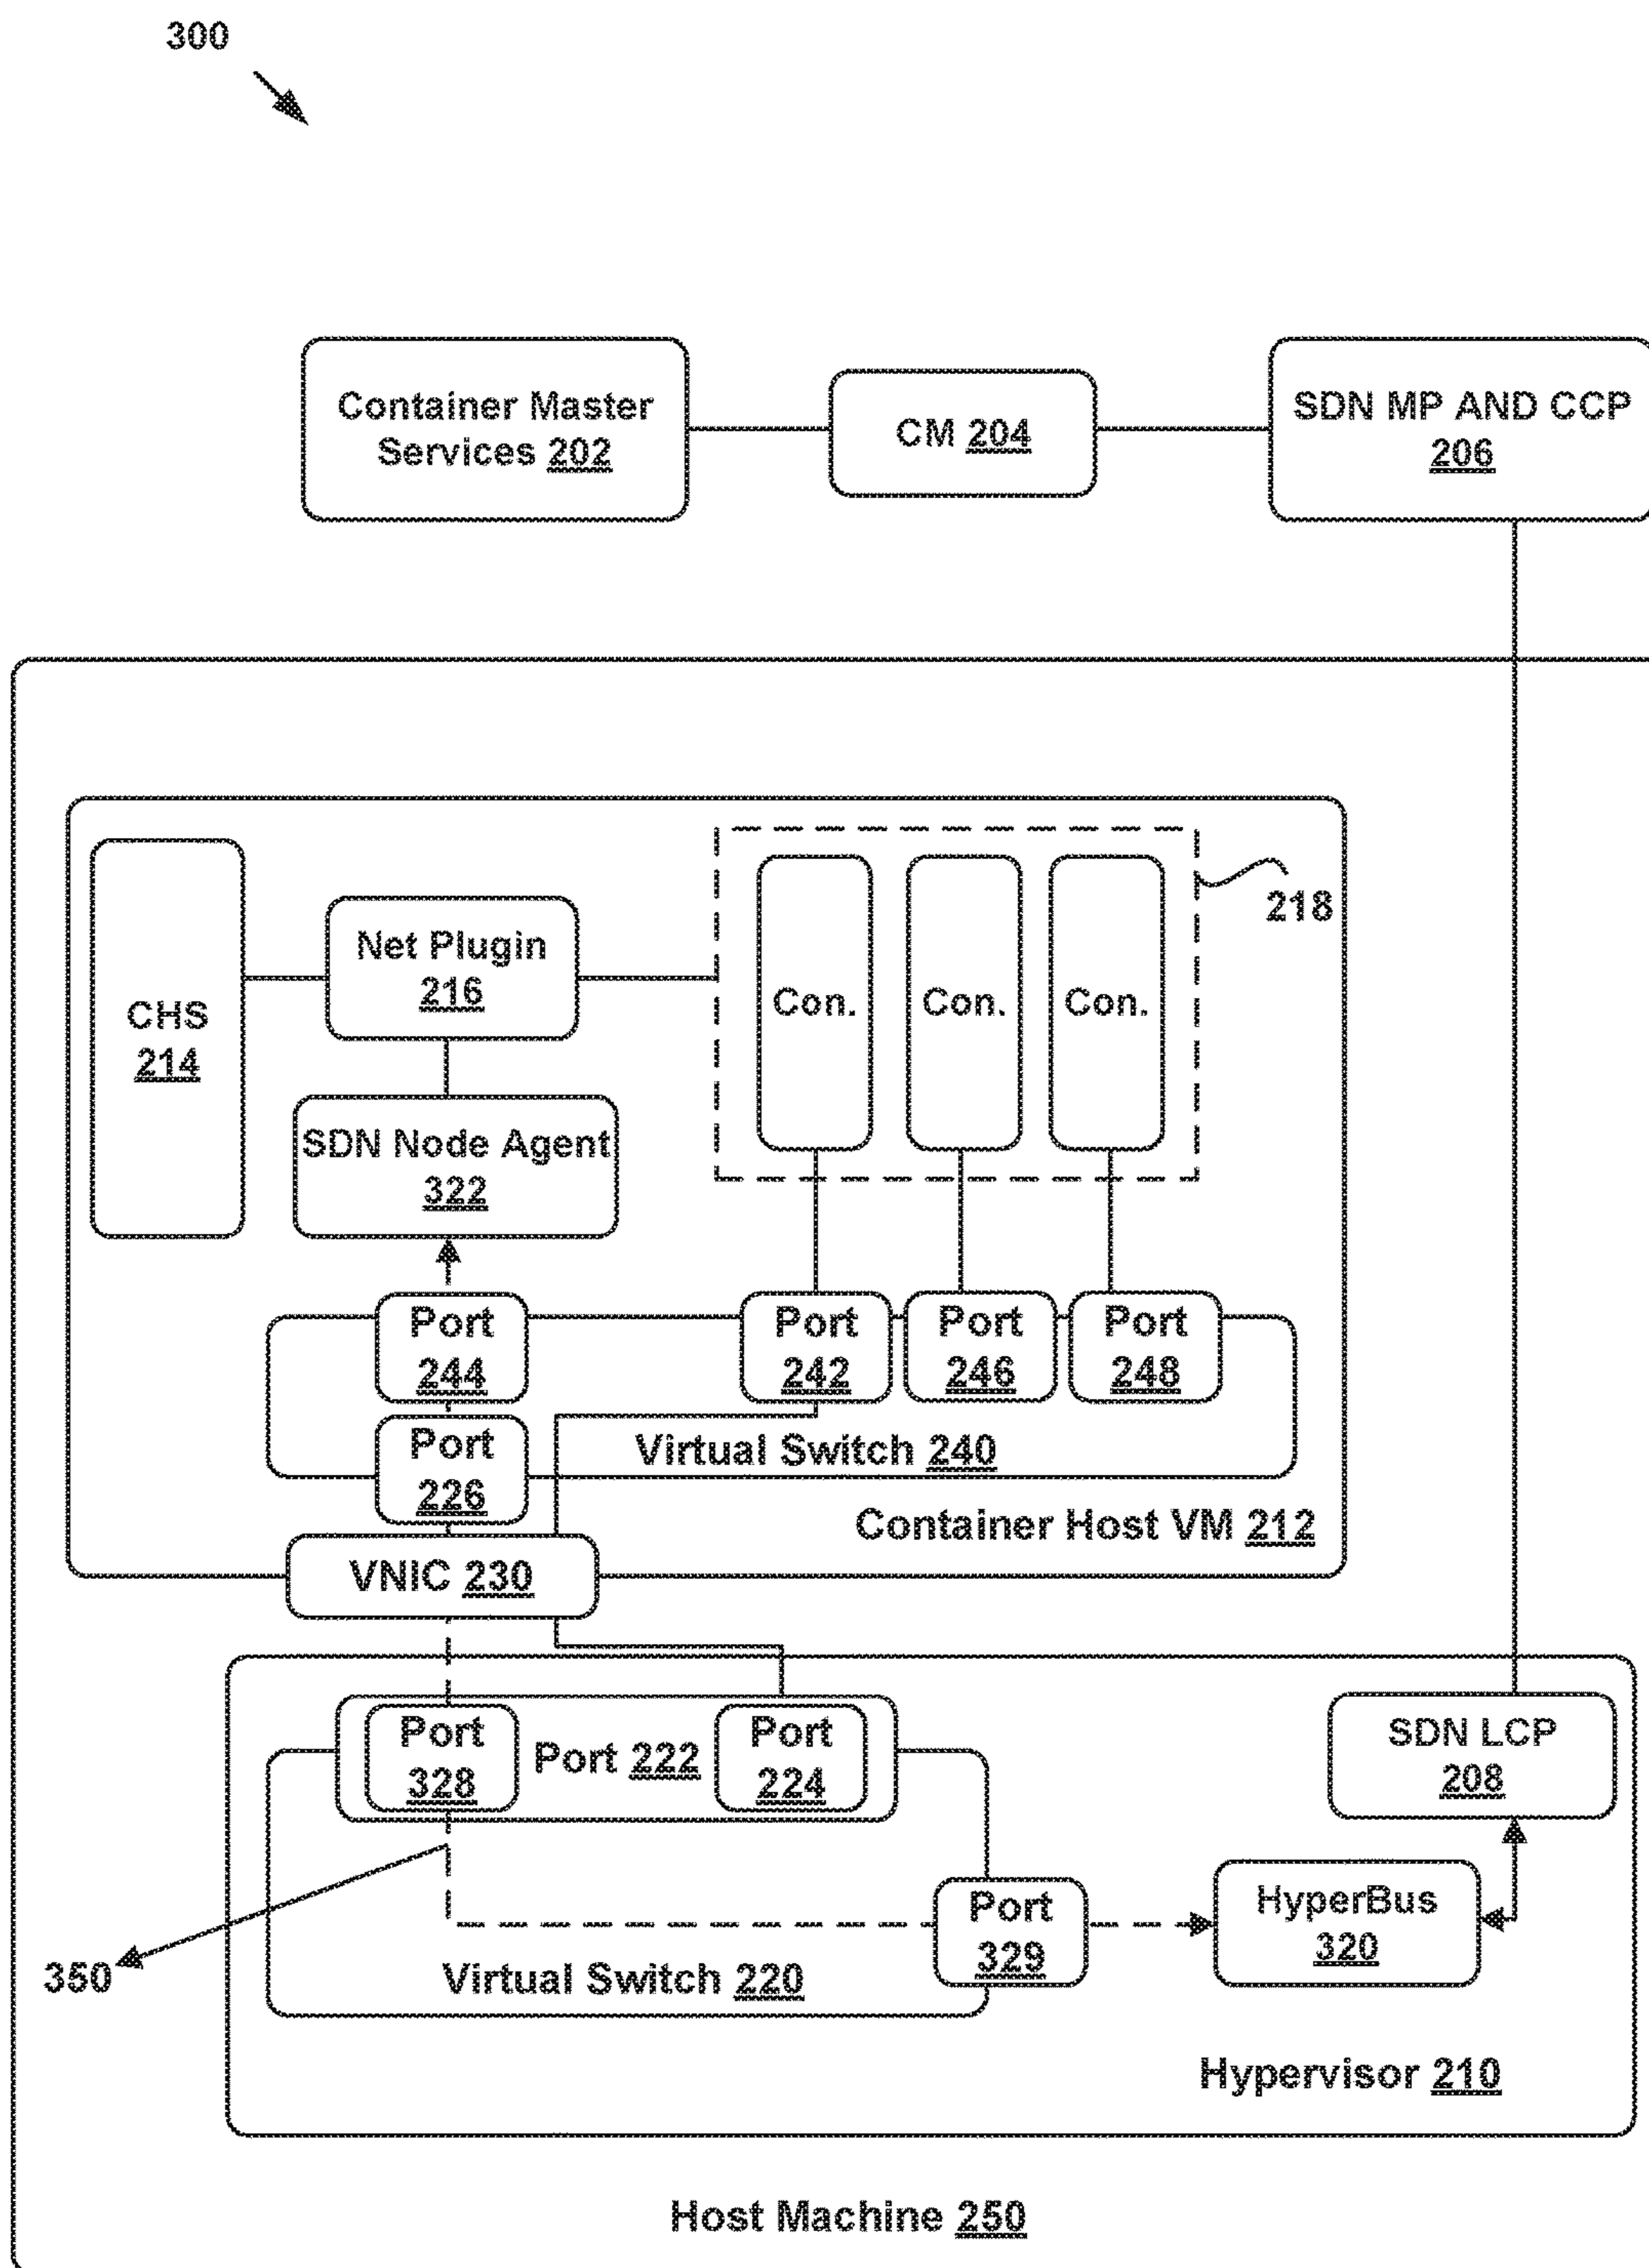 300
Container Master
Services 202
CM 204
SDN MP AND CCP
206
218
CHS
214
Net Plugin
216
Con.
Con.
Con.
SDN Node Agent
322
Port
244
Port
242
Port
246
Port
248
Port
226
Virtual Switch 240
Container Host VM 212
VNIC 230
Port
328
Port 222
Port
224
SDN LCP
208
Port
329
HyperBus
320
350
Virtual Switch 220
Hypervisor 210
Host Machine 250